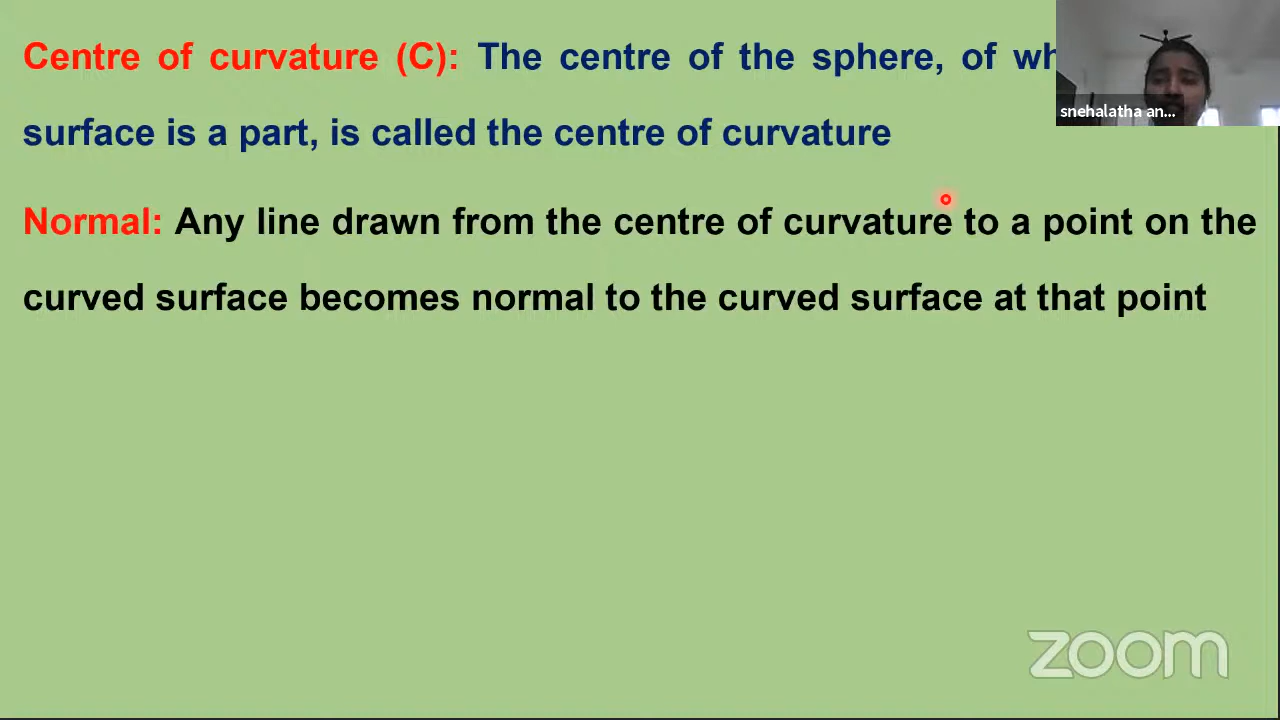 Centre of curvature (C): The centre of the sphere, of
surface is a part, is called the centre of curvature
Normal: Any line drawn from the centre of curvature to a point on the
curved surface becomes normal to the curved surface at that point
snehalatha an...
zoom